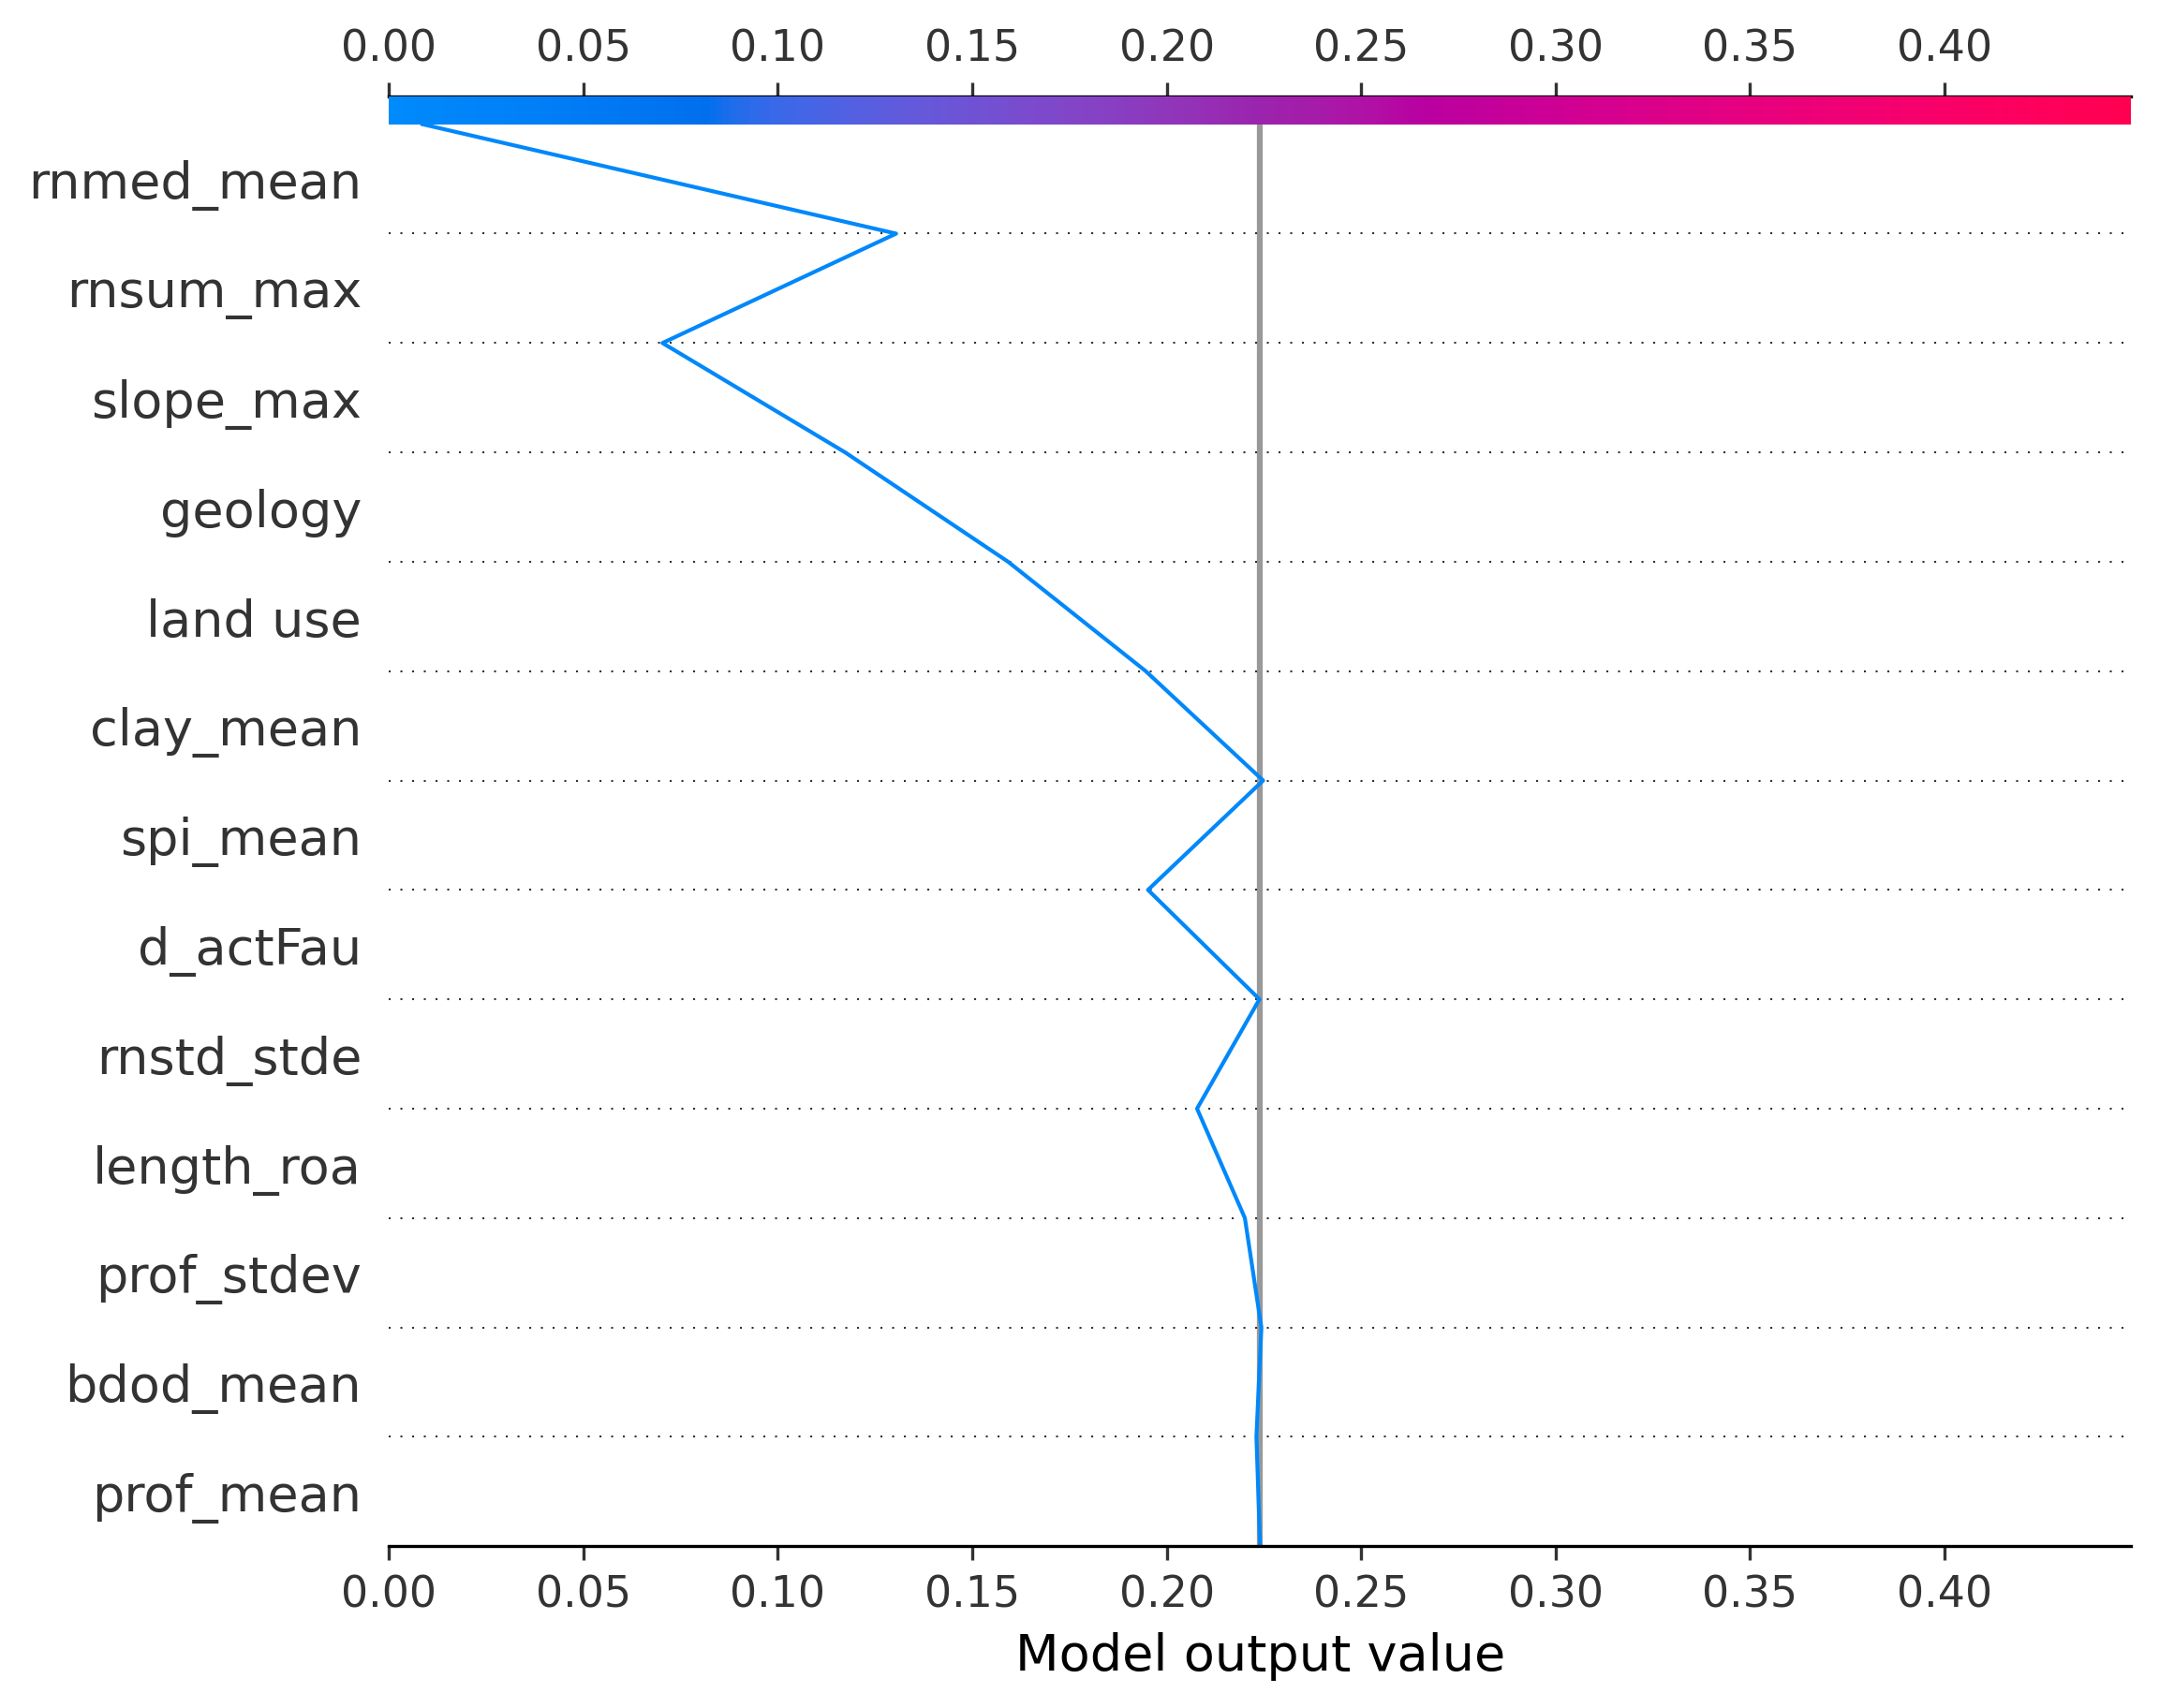 0.00 0.05 0.10 0.15 0.20 0.25 0.30 0.35 0.40
rnmed_mean
rnsum_max
slope_max
geology
land use
clay_mean
spi_mean
d_actFau
rnstd_stde
length_roa
prof_stdev
bdod_mean
prof_mean
0.00 0.05 0.10 0.15 0.20 0.25 0.30 0.35 0.40
Model output value